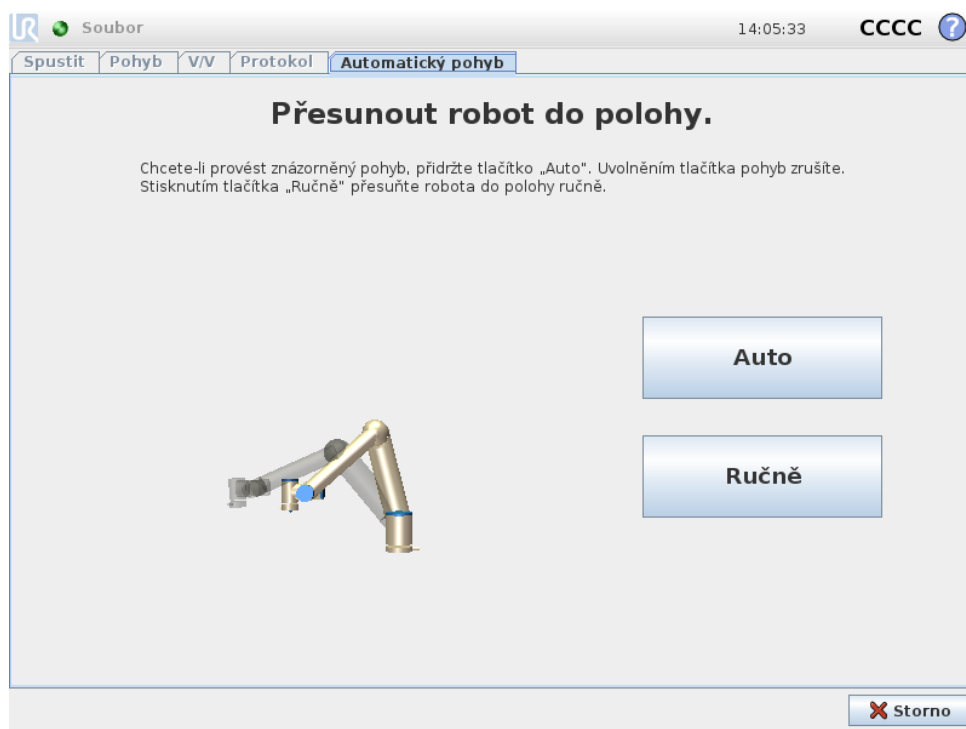 UR Soubor 14:05:33 CCCC ?
Spustit Pohyb V/V Protokol Automatický pohyb
Přesunout robot do polohy.
Chcete-li provést znázorněný pohyb, přidržte tlačítko „Auto". Uvolněním tlačítka pohyb zrušíte.
Stisknutím tlačítka „Ručně" přesuňte robota do polohy ručně.
Auto
Ručně
Storno